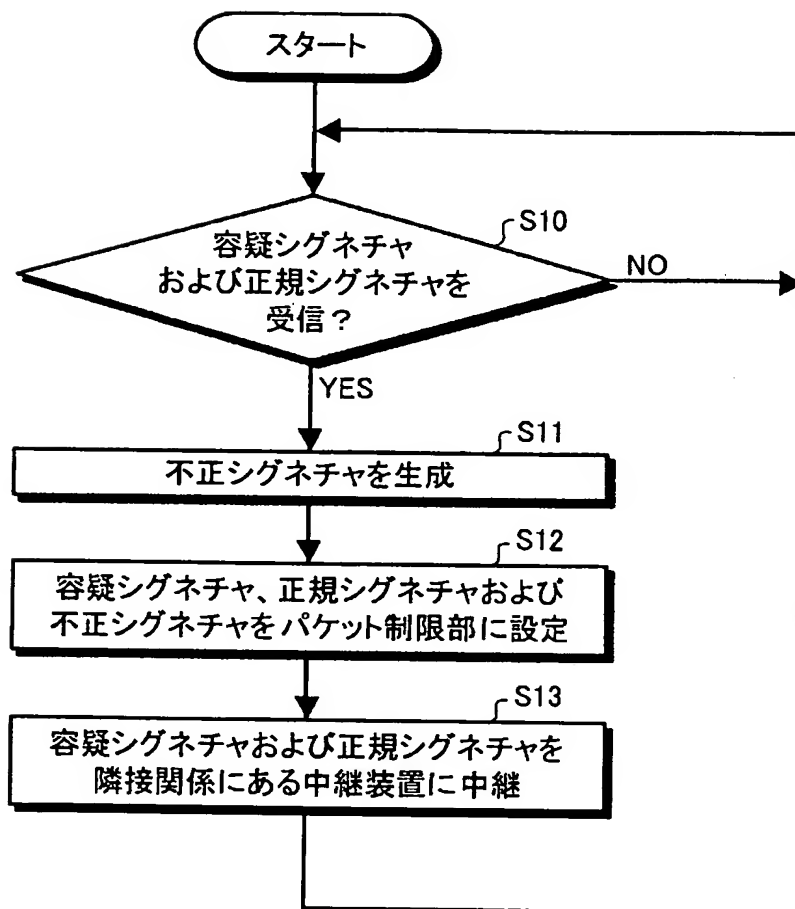 スタート
S10
容疑シグネチャ
および正規シグネチャを
受信？
NO
YES
S11
不正シグネチャを生成
S12
容疑シグネチャ、正規シグネチャおよび
不正シグネチャをパケット制限部に設定
S13
容疑シグネチャおよび正規シグネチャを
隣接関係にある中継装置に中継